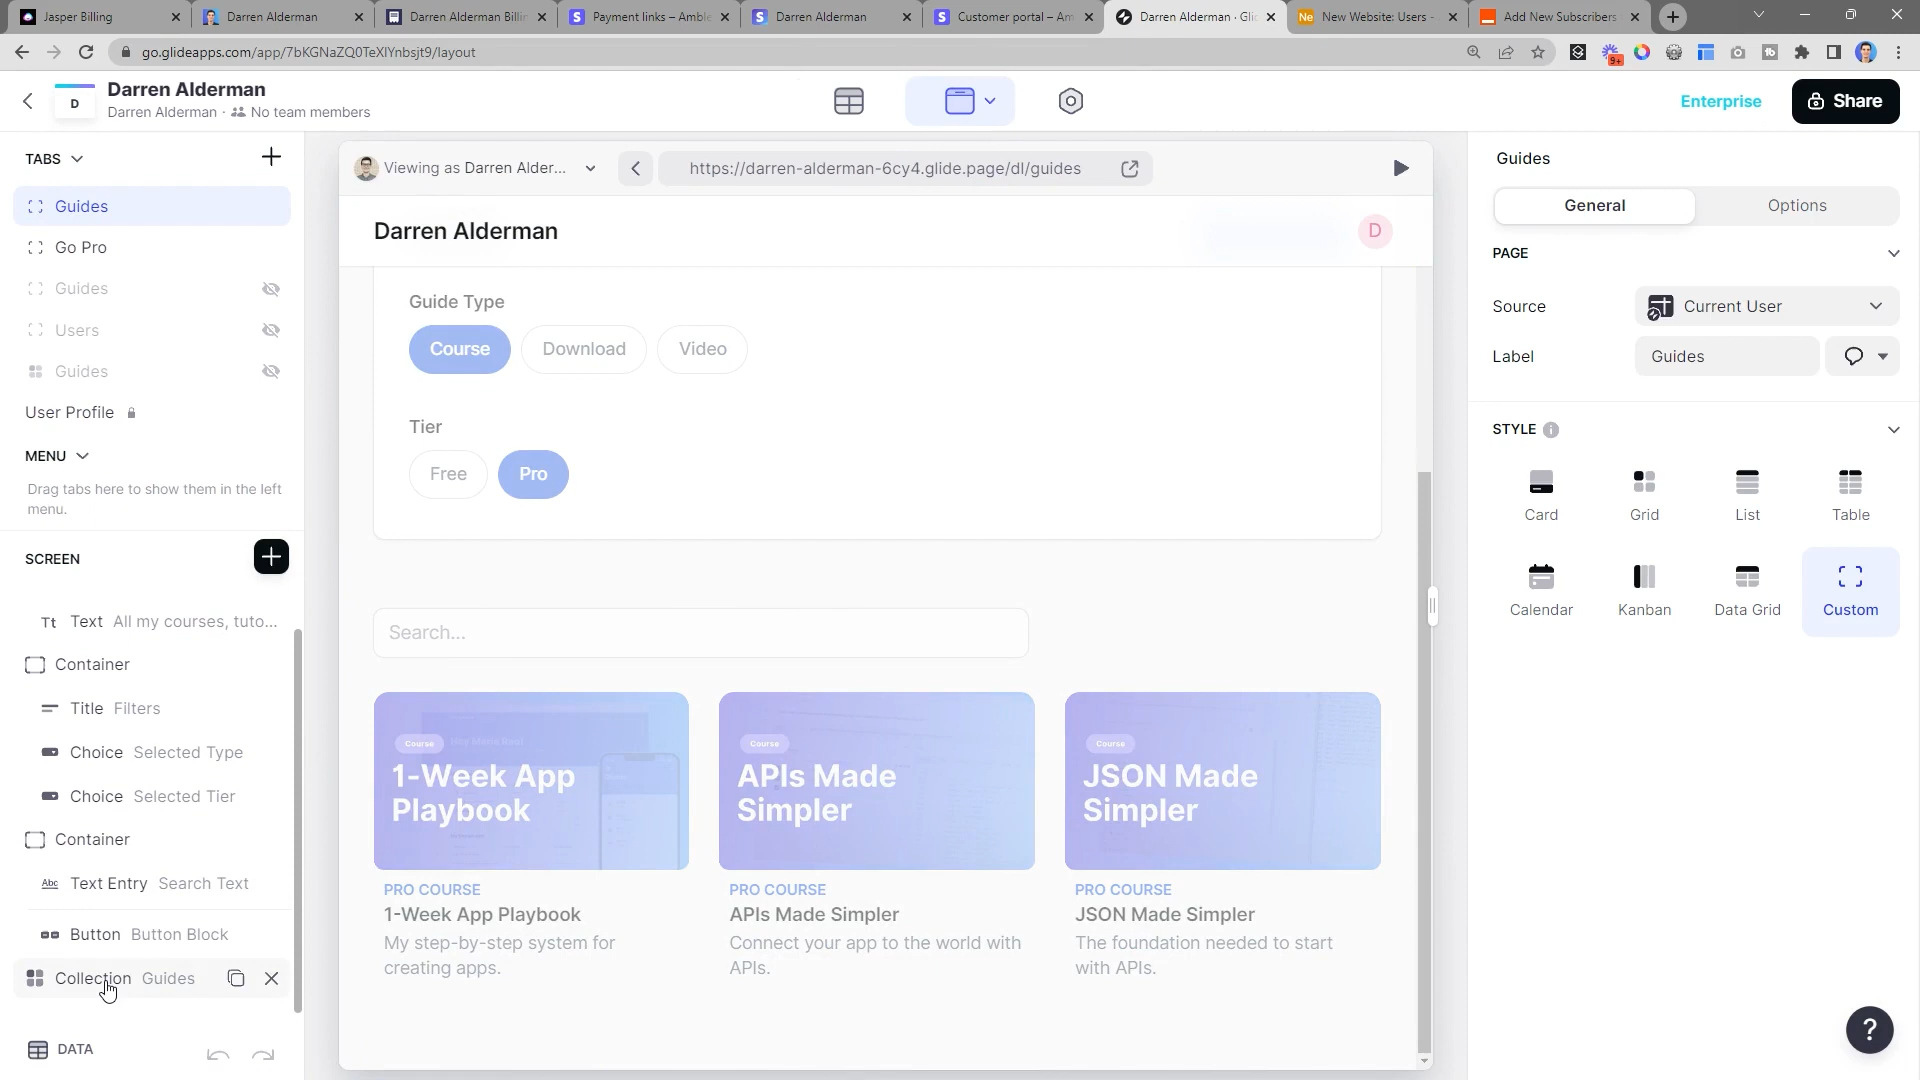 Jasper Billing
Darren Alderman
Darren Alderman Billin
Payment links – Amble
Darren Alderman
Customer portal – Am
Darren Alderman · Glid
Ne
New Website: Users -
Add New Subscribers
go.glideapps.com/app/7bKGNaZQ0TeXlYnbsjt9/layout
9+
D
Darren Alderman
Darren Alderman · No team members
Enterprise
Share
TABS
Guides
Go Pro
Guides
Users
Guides
User Profile
MENU
Drag tabs here to show them in the left
menu.
SCREEN
Tt Text All my courses, tuto...
Container
Title Filters
Choice Selected Type
Choice Selected Tier
Container
Abc Text Entry Search Text
Button Button Block
Collection Guides
DATA
Viewing as Darren Alder...
https://darren-alderman-6cy4.glide.page/dl/guides
Darren Alderman
D
Guide Type
Course Download Video
Tier
Free Pro
Search...
Course
1-Week App
Playbook
PRO COURSE
1-Week App Playbook
My step-by-step system for
creating apps.
Course
APIs Made
Simpler
PRO COURSE
APIs Made Simpler
Connect your app to the world with
APIs.
Course
JSON Made
Simpler
PRO COURSE
JSON Made Simpler
The foundation needed to start
with APIs.
Guides
General Options
PAGE
Source Current User
Label Guides
STYLE
Card Grid List Table
Calendar Kanban Data Grid Custom
?